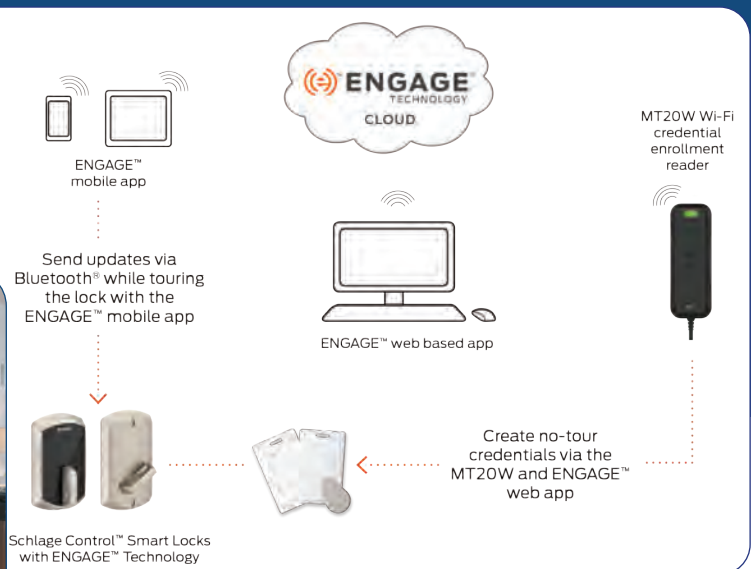 ENGAGE™
TECHNOLOGY
CLOUD
MT20W Wi-Fi
credential
enrollment
reader
ENGAGE™
mobile app
Send updates via
Bluetooth® while touring
the lock with the
ENGAGE™ mobile app
ENGAGE™ web based app
Create no-tour
credentials via the
MT20W and ENGAGE™
web app
Schlage Control™ Smart Locks
with ENGAGE™ Technology